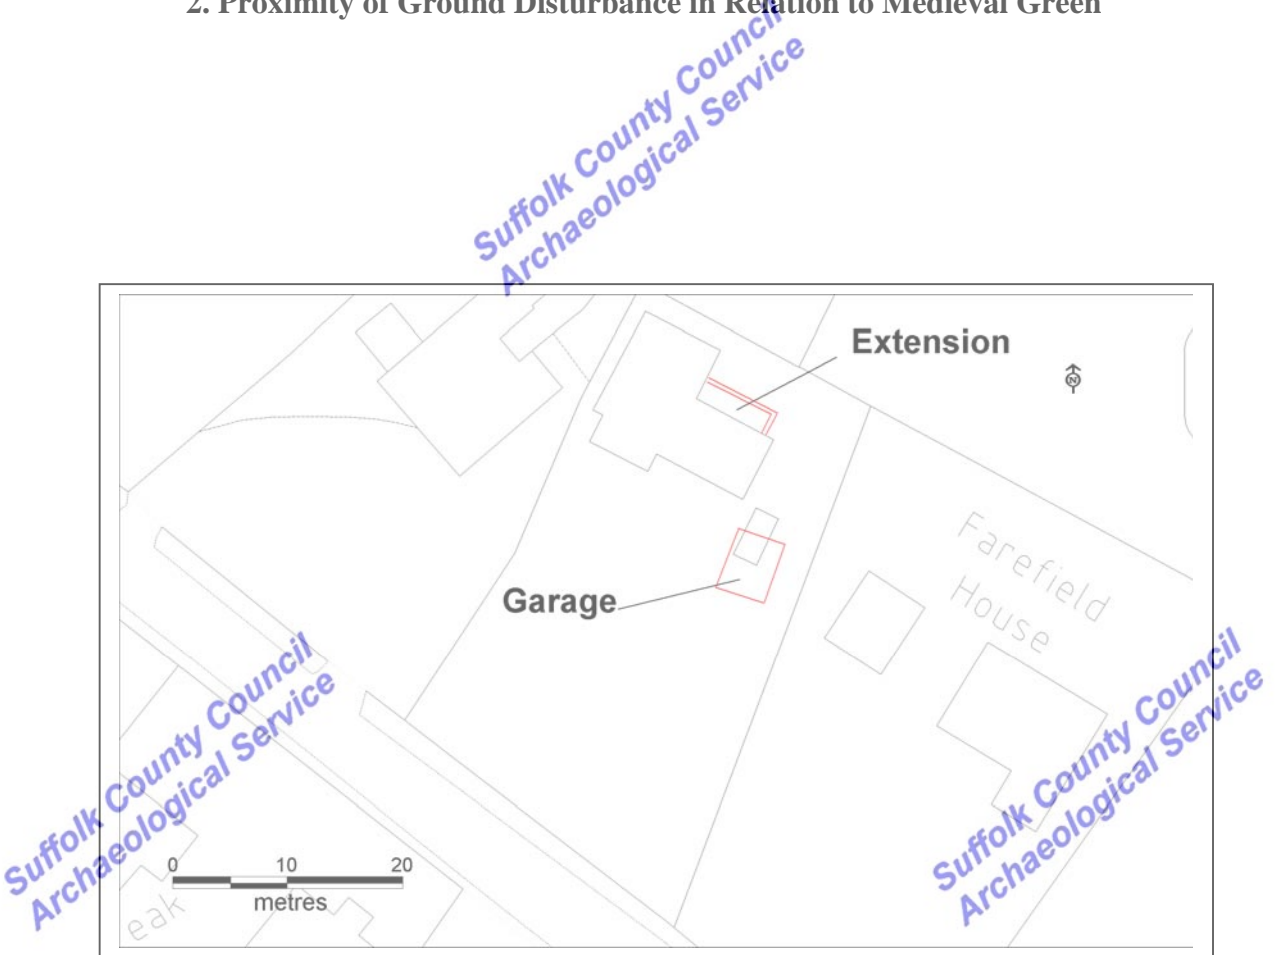 2. Proximity of Ground Disturbance in Relation to Medieval Green
Suffolk County Council
Archaeological Service
Extension
N
Garage
Farefield
House
Suffolk County Council
Archaeological Service
Suffolk County Council
Archaeological Service
0 10 20
metres
eak